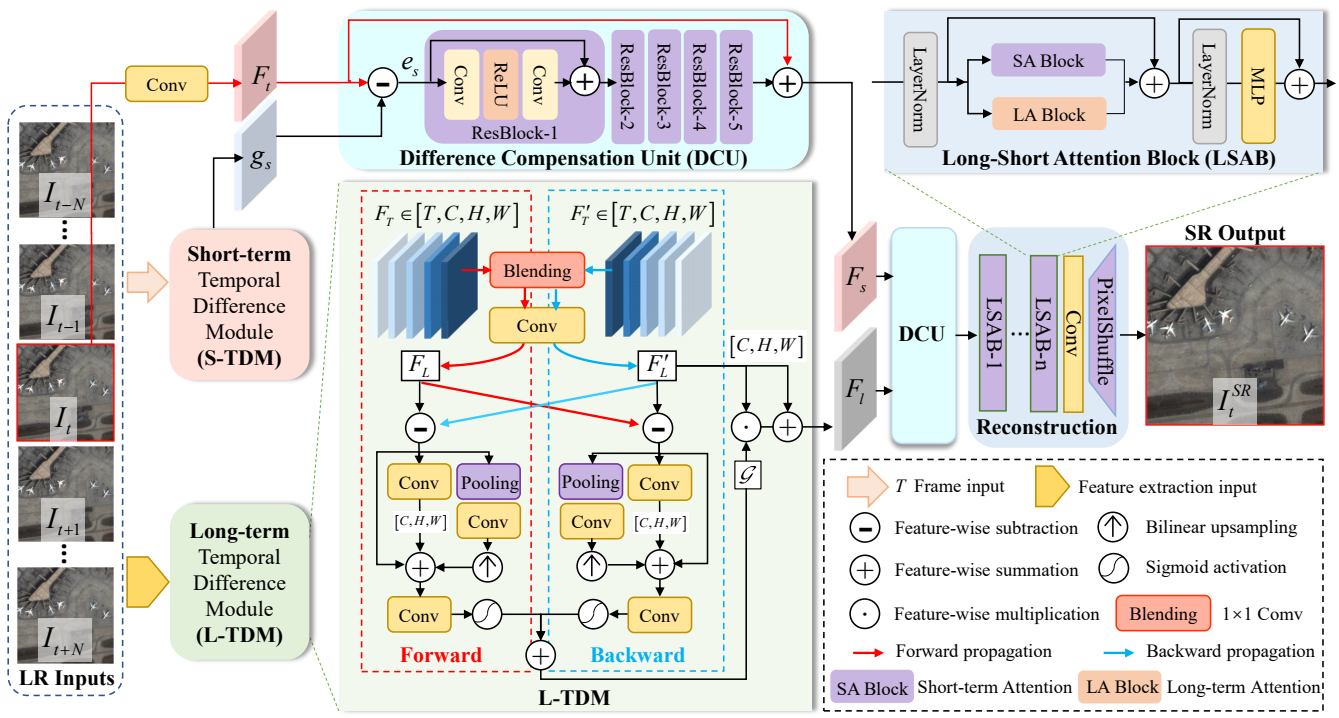 I_{t-N}
I_{t-1}
I_t
I_{t+1}
I_{t+N}
LR Inputs
Conv
F_t
g_s
Short-term
Temporal
Difference
Module
(S-TDM)
Long-term
Temporal
Difference
Module
(L-TDM)
e_s
Conv
ReLU
Conv
ResBlock-1
ResBlock-2
ResBlock-3
ResBlock-4
ResBlock-5
Difference Compensation Unit (DCU)
LayerNorm
SA Block
LA Block
LayerNorm
MLP
Long-Short Attention Block (LSAB)
F_T ∈ [T, C, H, W]
F'_T ∈ [T, C, H, W]
Blending
Conv
F_L
F'_L
[C, H, W]
Conv
Pooling
[C, H, W]
Conv
Conv
Pooling
Conv
Conv
[C, H, W]
Conv
𝒢
Forward
Backward
L-TDM
F_s
F_l
DCU
LSAB-1
...
LSAB-n
Conv
PixelShuffle
Reconstruction
SR Output
I_t^{SR}
T Frame input
Feature extraction input
Feature-wise subtraction
Bilinear upsampling
Feature-wise summation
Sigmoid activation
Feature-wise multiplication
Blending 1×1 Comv
Forward propagation
Backward propagation
SA Block Short-term Attention
LA Block Long-term Attention